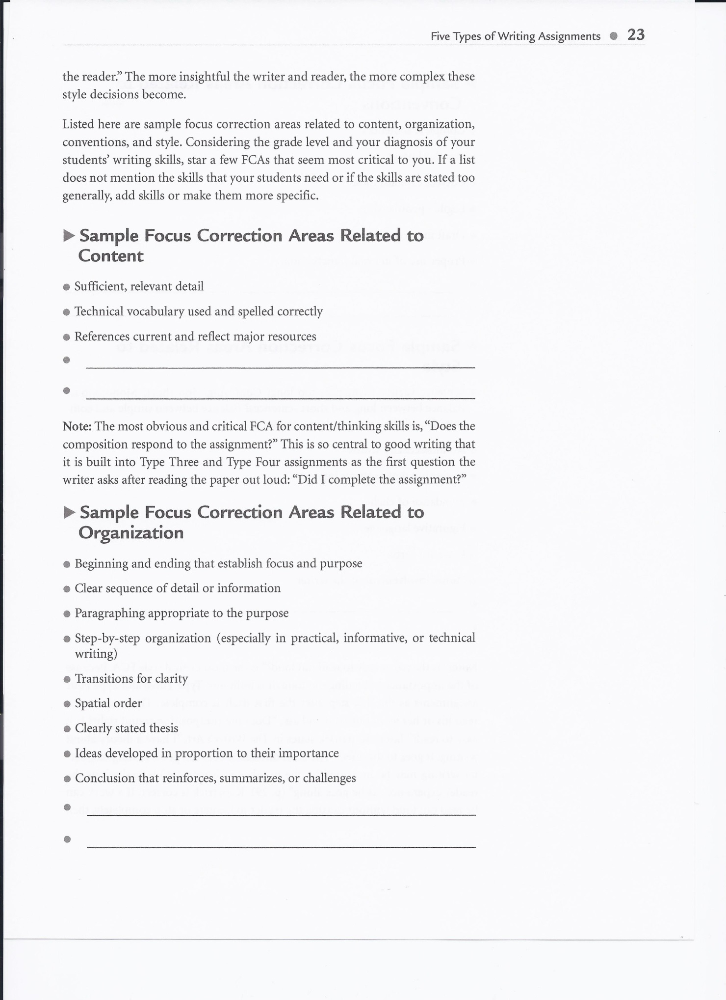 Five Types of Writing Assignments ● 23
the reader.” The more insightful the writer and reader, the more complex these
style decisions become.
Listed here are sample focus correction areas related to content, organization,
conventions, and style. Considering the grade level and your diagnosis of your
students’ writing skills, star a few FCAs that seem most critical to you. If a list
does not mention the skills that your students need or if the skills are stated too
generally, add skills or make them more specific.
▶ Sample Focus Correction Areas Related to
Content
● Sufficient, relevant detail
● Technical vocabulary used and spelled correctly
● References current and reflect major resources
●
●
Note: The most obvious and critical FCA for content/thinking skills is, “Does the
composition respond to the assignment?” This is so central to good writing that
it is built into Type Three and Type Four assignments as the first question the
writer asks after reading the paper out loud: “Did I complete the assignment?”
▶ Sample Focus Correction Areas Related to
Organization
● Beginning and ending that establish focus and purpose
● Clear sequence of detail or information
● Paragraphing appropriate to the purpose
● Step-by-step organization (especially in practical, informative, or technical
writing)
● Transitions for clarity
● Spatial order
● Clearly stated thesis
● Ideas developed in proportion to their importance
● Conclusion that reinforces, summarizes, or challenges
●
●